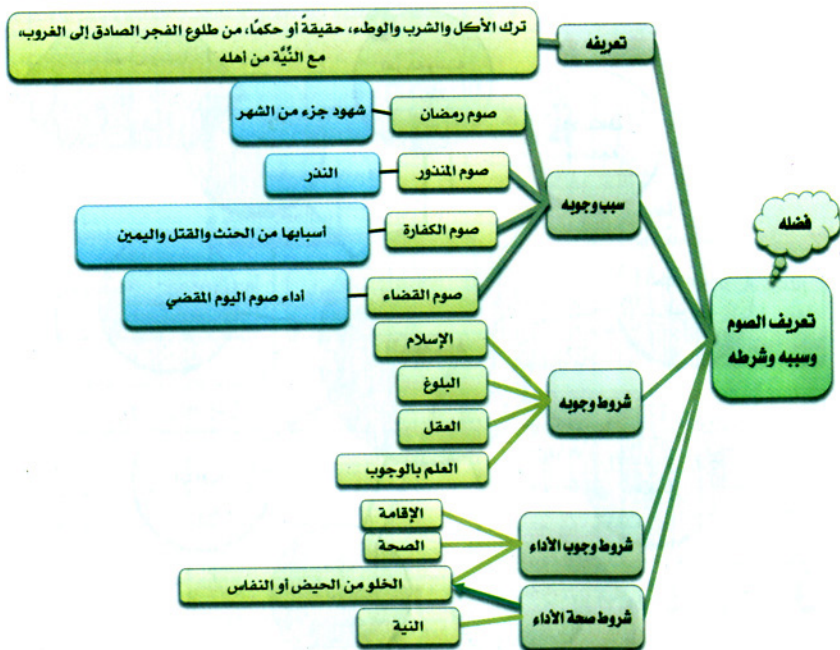 فضله
تعريف الصوم
وسببه وشرطه
تعريفه
ترك الأكل والشرب والوطء، حقيقةً أو حكمًا، من طلوع الفجر الصادق إلى الغروب،
مع النِّيَّة من أهله
سبب وجوبه
صوم رمضان
شهود جزء من الشهر
صوم المنذور
النذر
صوم الكفارة
أسبابها من الحنث والقتل واليمين
صوم القضاء
أداء صوم اليوم المقضي
شروط وجوبه
الإسلام
البلوغ
العقل
العلم بالوجوب
شروط وجوب الأداء
الإقامة
الصحة
الخلو من الحيض أو النفاس
شروط صحة الأداء
النية